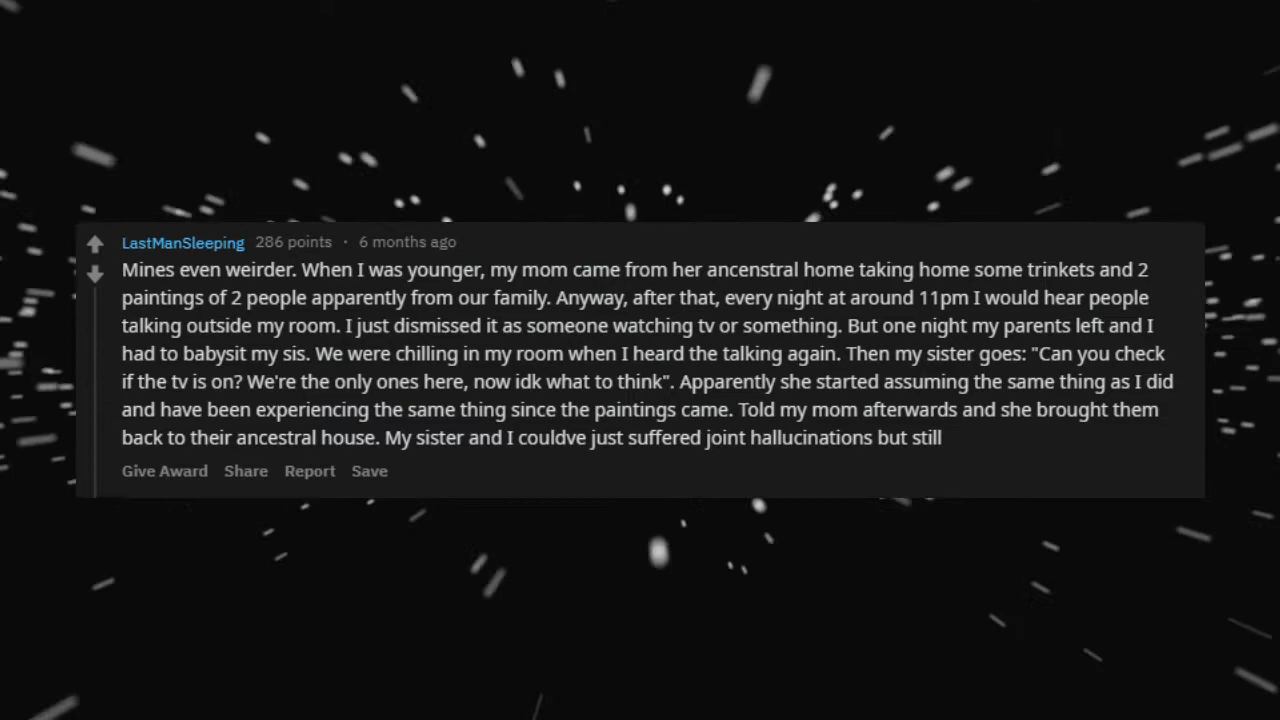 LastManSleeping 286 points · 6 months ago
Mines even weirder. When I was younger, my mom came from her ancenstral home taking home some trinkets and 2
paintings of 2 people apparently from our family. Anyway, after that, every night at around 11pm I would hear people
talking outside my room. I just dismissed it as someone watching tv or something. But one night my parents left and I
had to babysit my sis. We were chilling in my room when I heard the talking again. Then my sister goes: "Can you check
if the tv is on? We're the only ones here, now idk what to think". Apparently she started assuming the same thing as I did
and have been experiencing the same thing since the paintings came. Told my mom afterwards and she brought them
back to their ancestral house. My sister and I couldve just suffered joint hallucinations but still
Give Award Share Report Save